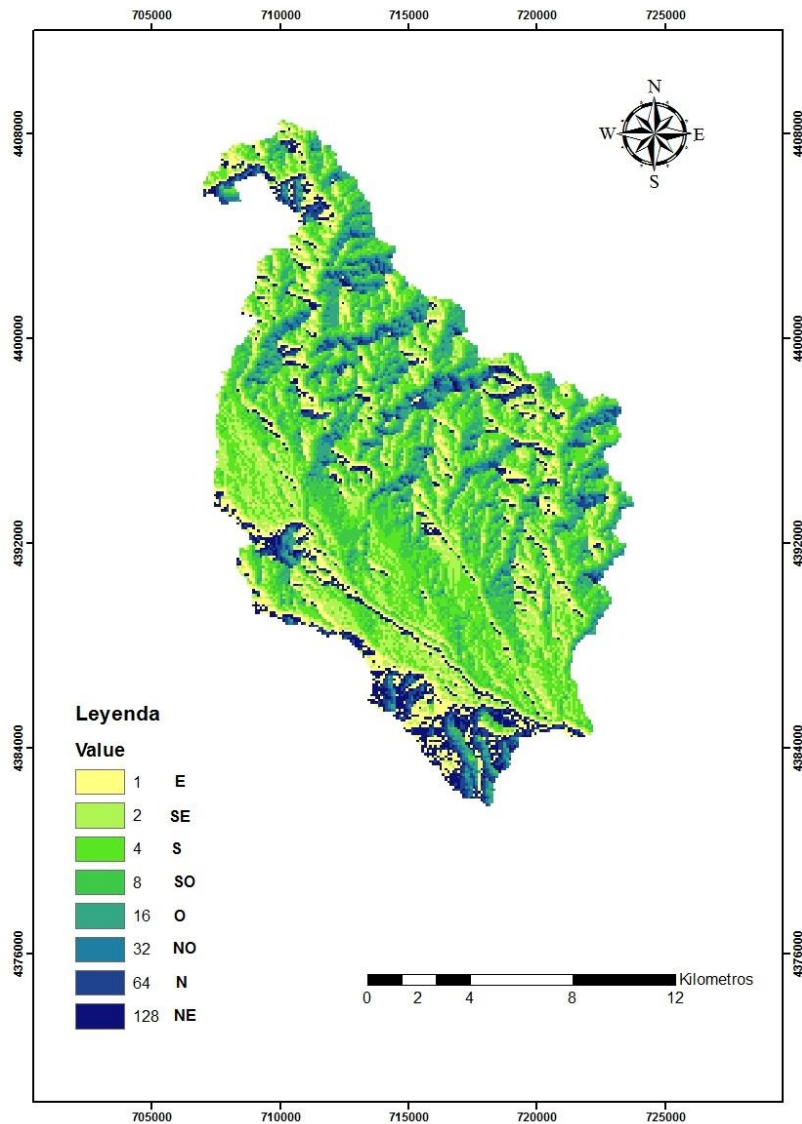 705000 710000 715000 720000 725000
N
W E
S
4408000 4408000
4400000 4400000
4392000 4392000
4384000 4384000
4376000 4376000
Leyenda
Value
1 E
2 SE
4 S
8 SO
16 O
32 NO
64 N
128 NE
Kilometros
0 2 4 8 12
705000 710000 715000 720000 725000